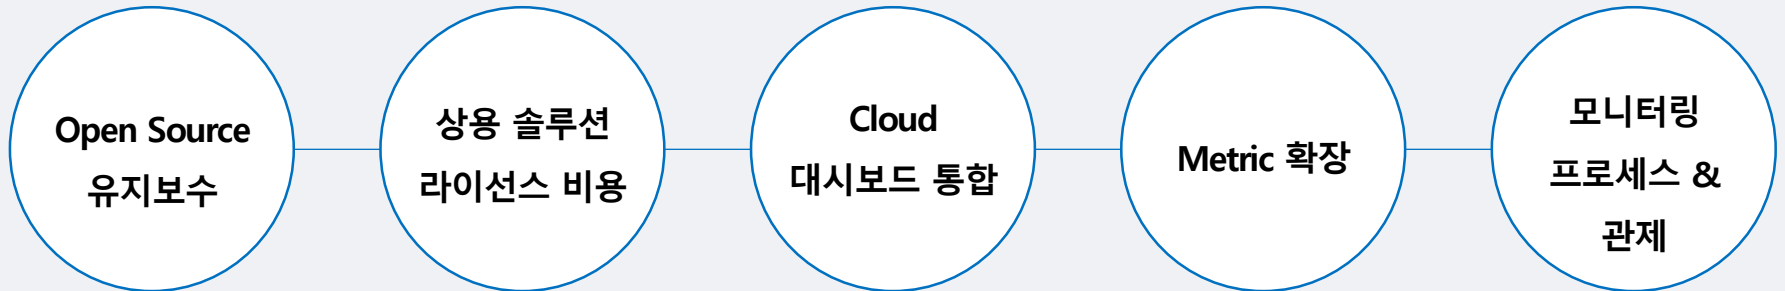 Open Source
유지보수
상용 솔루션
라이선스 비용
Cloud
대시보드 통합
Metric 확장
모니터링
프로세스 &
관제